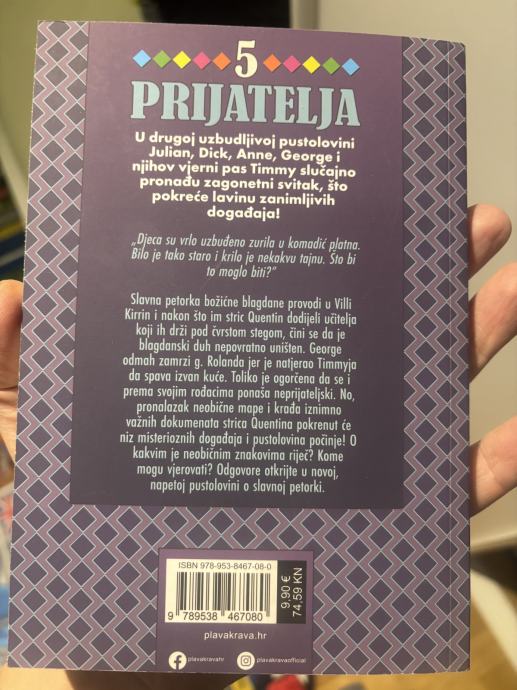 5
PRIJATELJA
U drugoj uzbudljivoj pustolovini
Julian, Dick, Anne, George i
njihov vjerni pas Timmy slučajno
pronađu zagonetni svitak, što
pokreće lavinu zanimljivih
događaja!
„Djeca su vrlo uzbuđeno zurila u komadić platna.
Bilo je tako staro i krilo je nekakvu tajnu. Što bi
to moglo biti?“
Slavna petorka božićne blagdane provodi u Villi
Kirrin i nakon što im stric Quentin dodijeli učitelja
koji ih drži pod čvrstom stegom, čini se da je
blagdanski duh nepovratno uništen. George
odmah zamrzi g. Rolanda jer je natjerao Timmyja
da spava izvan kuće. Toliko je ogorčena da se i
prema svojim rođacima ponaša neprijateljski. No,
pronalazak neobične mape i krađa iznimno
važnih dokumenata strica Quentina pokrenut će
niz misterioznih događaja i pustolovina počinje! O
kakvim je neobičnim znakovima riječ? Kome
mogu vjerovati? Odgovore otkrijte u novoj,
napetoj pustolovini o slavnoj petorki.
ISBN 978-953-8467-08-0
9 789538 467080
9,90 €
74,59 KN
plavakrava.hr
plavakravahr
plavakravaofficial